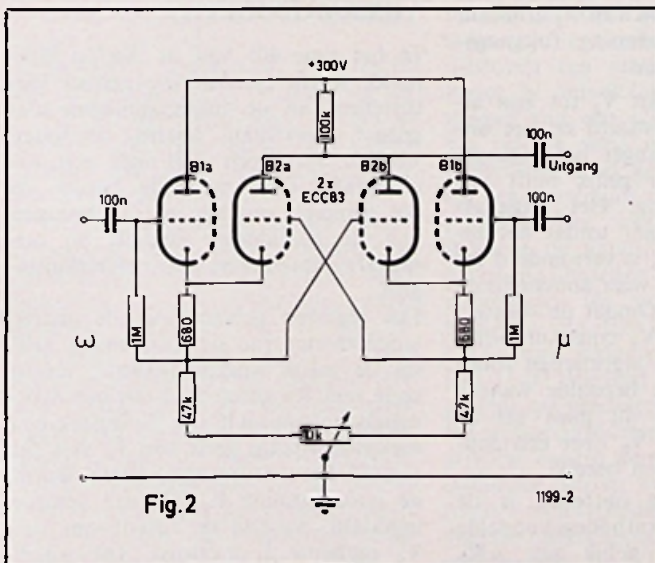 +300V
100k
100n
Uitgang
B1a
B2a
B2b
B1b
2x
ECC83
100n
100n
1M
680
680
1M
ω
μ
47k
47k
10k
Fig.2
1199-2